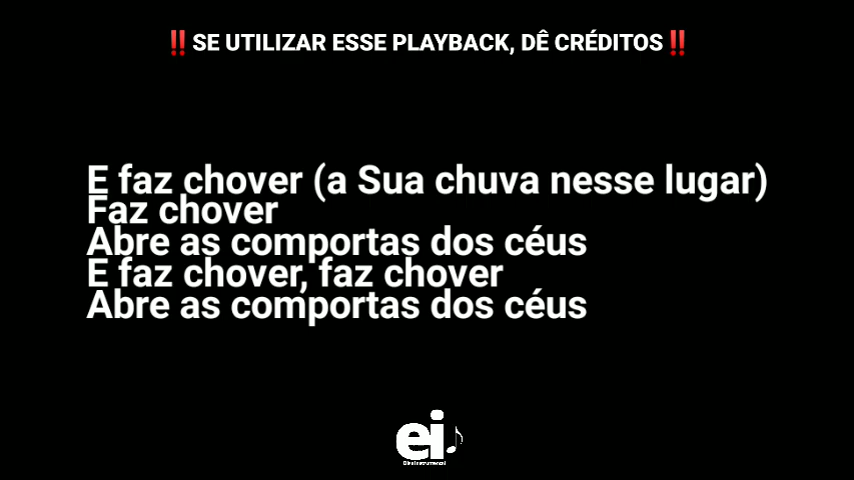 ‼️SE UTILIZAR ESSE PLAYBACK, DÊ CRÉDITOS‼️
E faz chover (a Sua chuva nesse lugar)
Faz chover
Abre as comportas dos céus
E faz chover, faz chover
Abre as comportas dos céus
ei